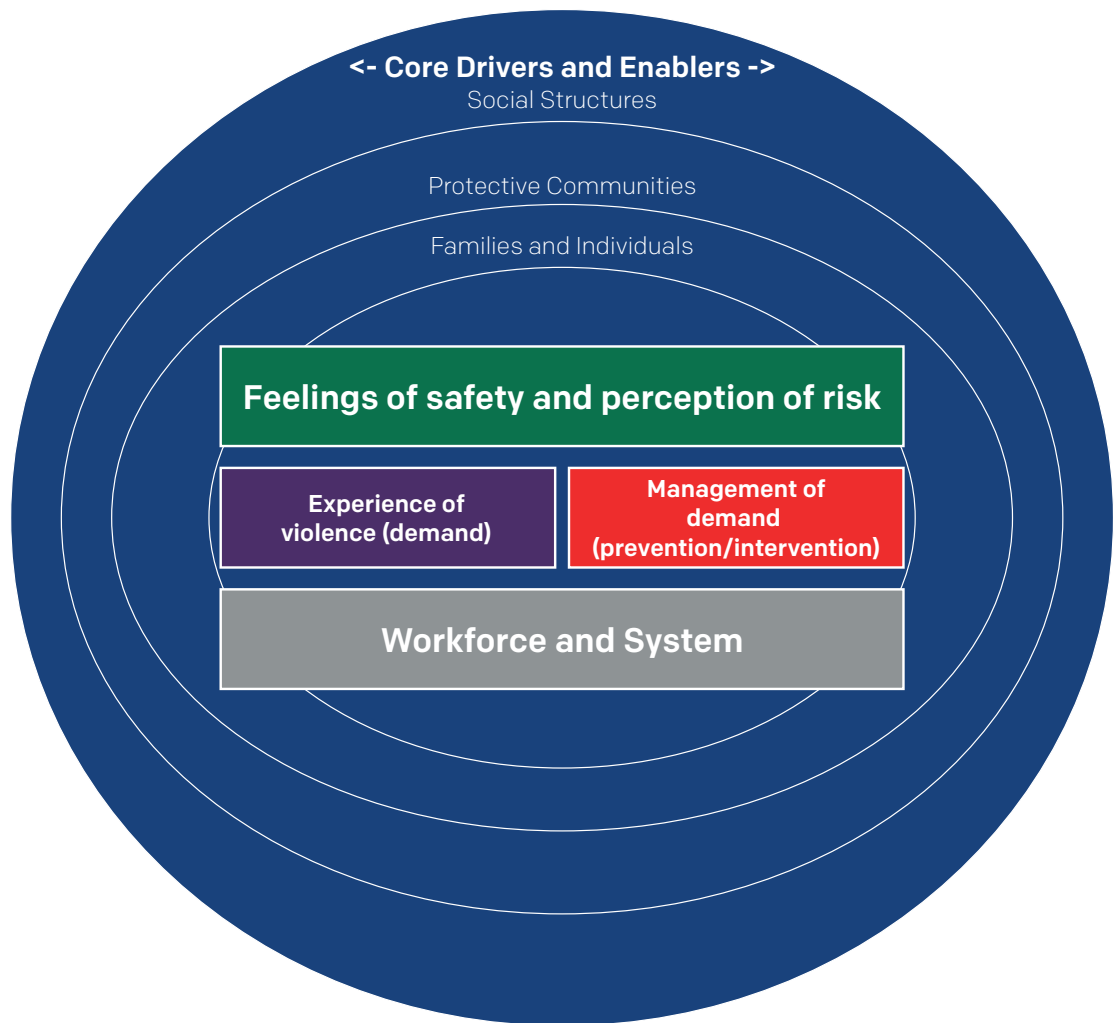 <- Core Drivers and Enablers ->
Social Structures
Protective Communities
Families and Individuals
Feelings of safety and perception of risk
Experience of
violence (demand)
Management of
demand
(prevention/intervention)
Workforce and System